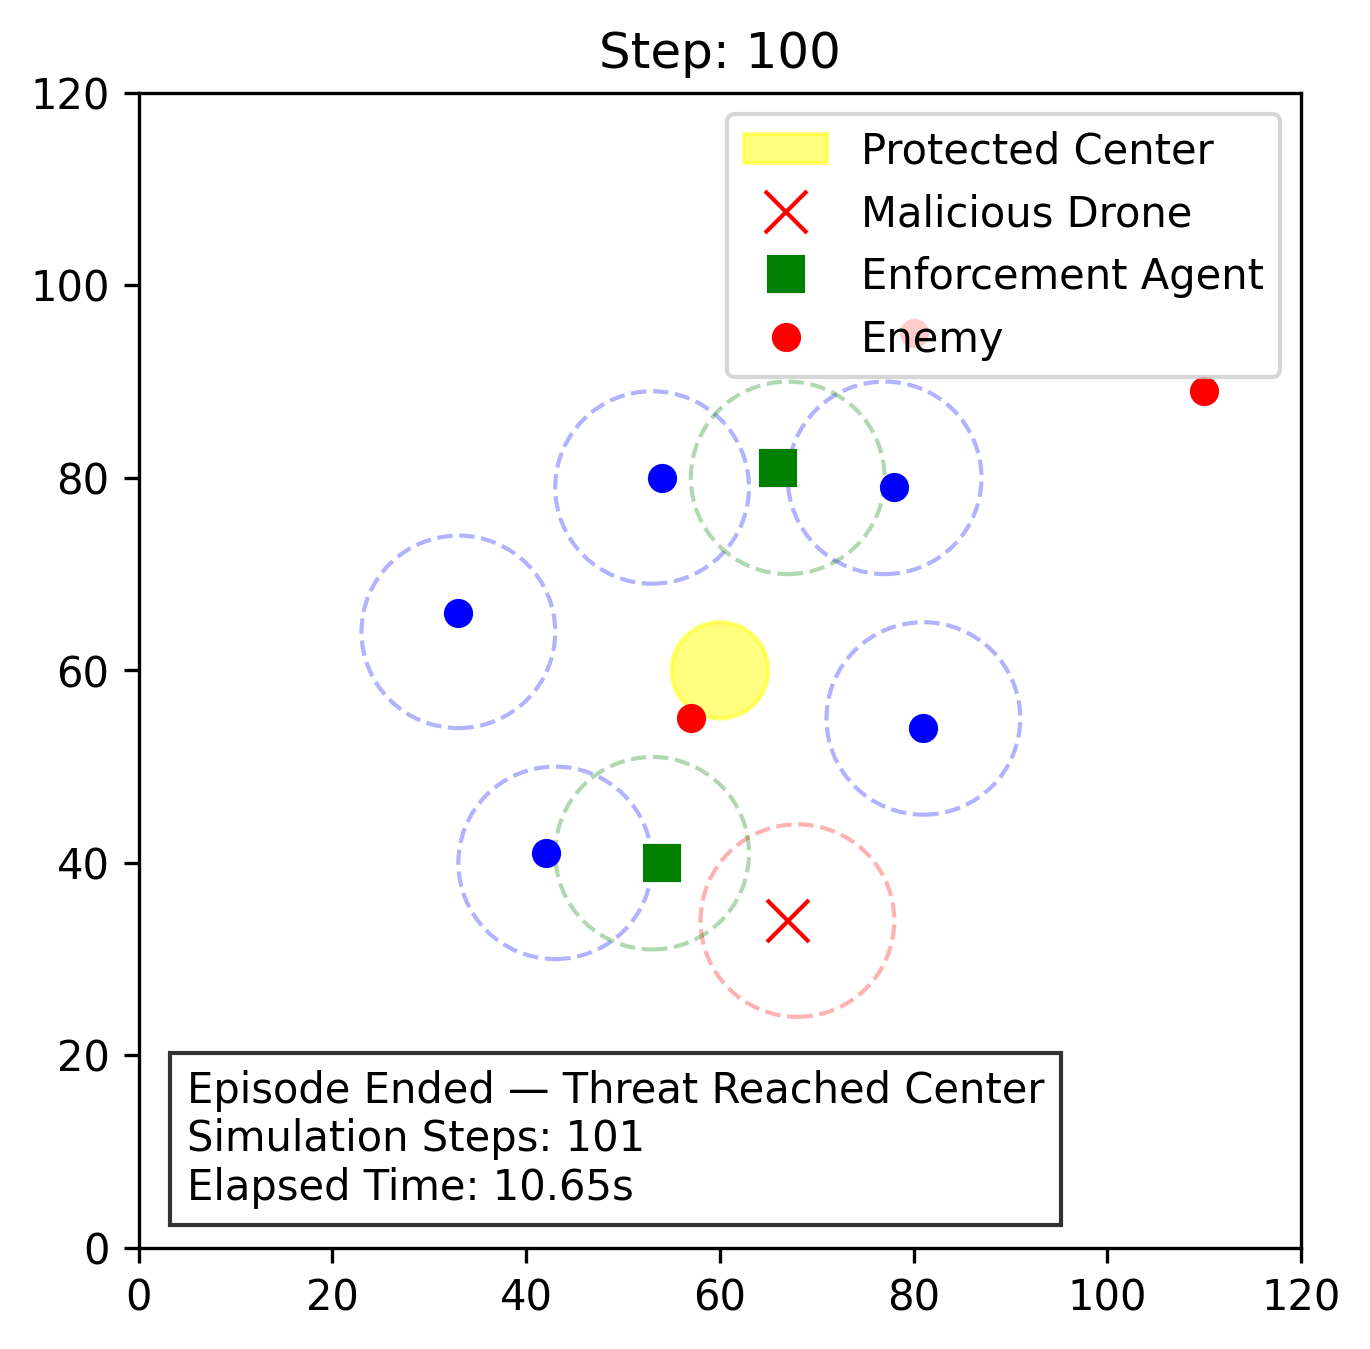 Step: 100
120
100
80
60
40
20
0
Protected Center
Malicious Drone
Enforcement Agent
Enemy
Episode Ended — Threat Reached Center
Simulation Steps: 101
Elapsed Time: 10.65s
0 20 40 60 80 100 120